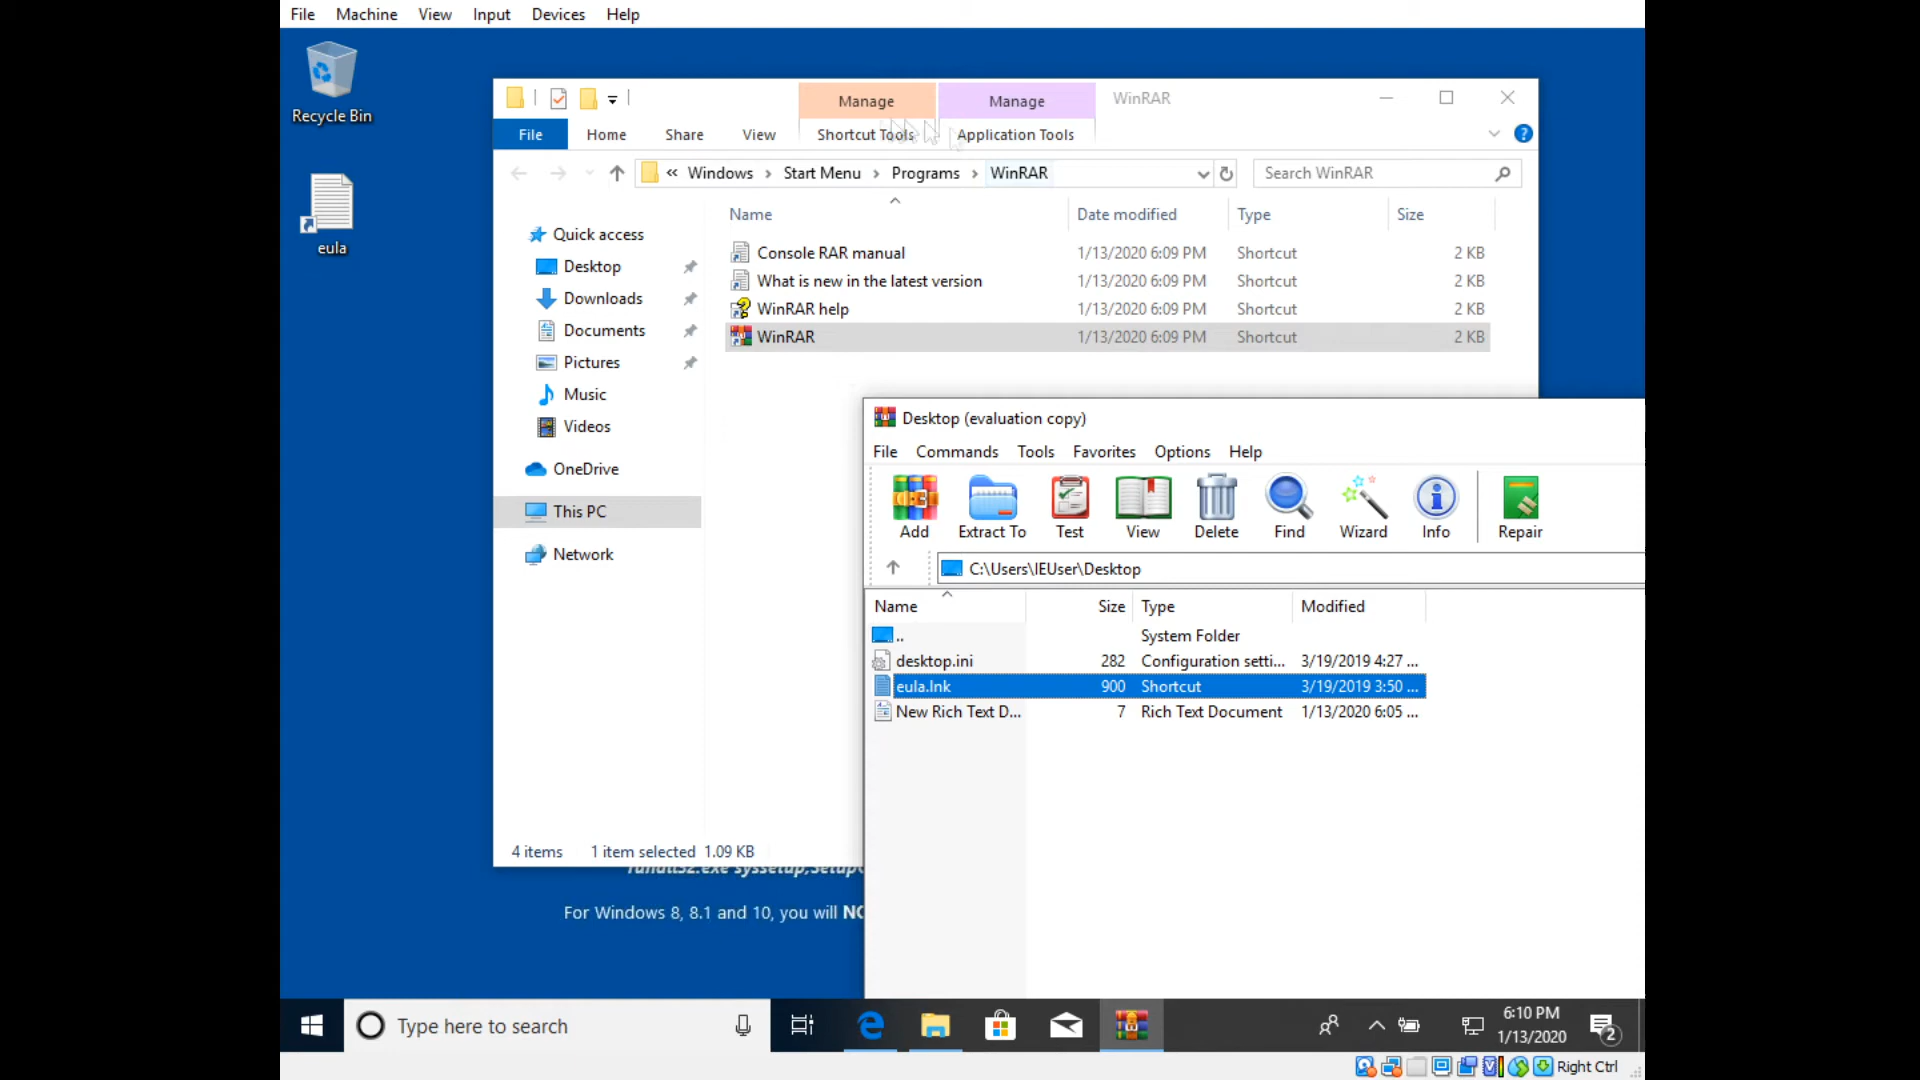 File Machine View Input Devices Help
Recycle Bin
eula
Manage Manage WinRAR
File Home Share View Shortcut Tools Application Tools
« Windows › Start Menu › Programs › WinRAR
Search WinRAR
Name Date modified Type Size
Console RAR manual 1/13/2020 6:09 PM Shortcut 2 KB
What is new in the latest version 1/13/2020 6:09 PM Shortcut 2 KB
WinRAR help 1/13/2020 6:09 PM Shortcut 2 KB
WinRAR 1/13/2020 6:09 PM Shortcut 2 KB
Quick access
Desktop
Downloads
Documents
Pictures
Music
Videos
OneDrive
This PC
Network
4 items 1 item selected 1.09 KB
For Windows 8, 8.1 and 10, you will
Desktop (evaluation copy)
File Commands Tools Favorites Options Help
Add Extract To Test View Delete Find Wizard Info Repair
C:\Users\IEUser\Desktop
Name Size Type Modified
.. System Folder
desktop.ini 282 Configuration setti... 3/19/2019 4:27 ...
eula.lnk 900 Shortcut 3/19/2019 3:50 ...
New Rich Text D... 7 Rich Text Document 1/13/2020 6:05 ...
Type here to search
6:10 PM
1/13/2020
2
Right Ctrl